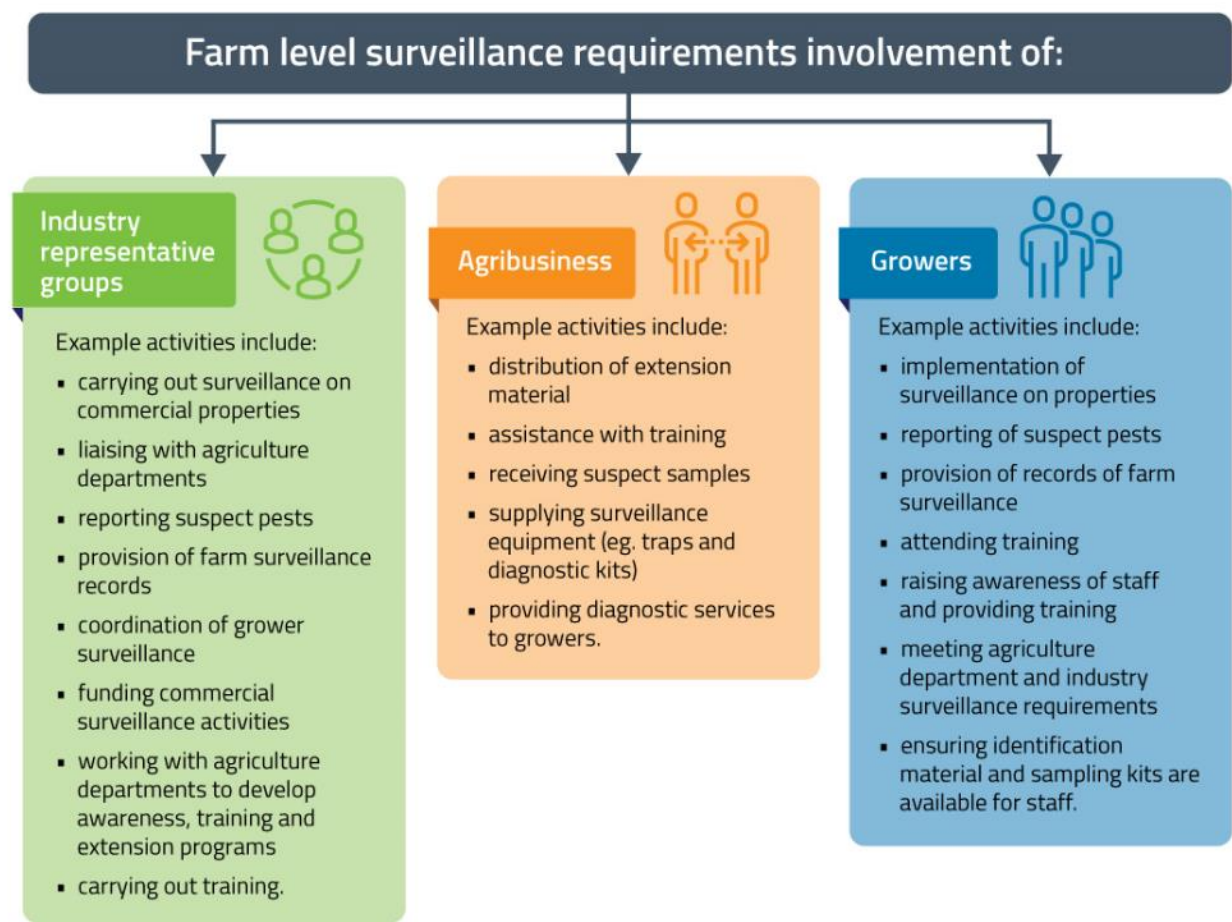 Farm level surveillance requirements involvement of:
Industry
representative
groups
Example activities include:
▪ carrying out surveillance on
commercial properties
▪ liaising with agriculture
departments
▪ reporting suspect pests
▪ provision of farm surveillance
records
▪ coordination of grower
surveillance
▪ funding commercial
surveillance activities
▪ working with agriculture
departments to develop
awareness, training and
extension programs
▪ carrying out training.
Agribusiness
Example activities include:
▪ distribution of extension
material
▪ assistance with training
▪ receiving suspect samples
▪ supplying surveillance
equipment (eg. traps and
diagnostic kits)
▪ providing diagnostic services
to growers.
Growers
Example activities include:
▪ implementation of
surveillance on properties
▪ reporting of suspect pests
▪ provision of records of farm
surveillance
▪ attending training
▪ raising awareness of staff
and providing training
▪ meeting agriculture
department and industry
surveillance requirements
▪ ensuring identification
material and sampling kits are
available for staff.